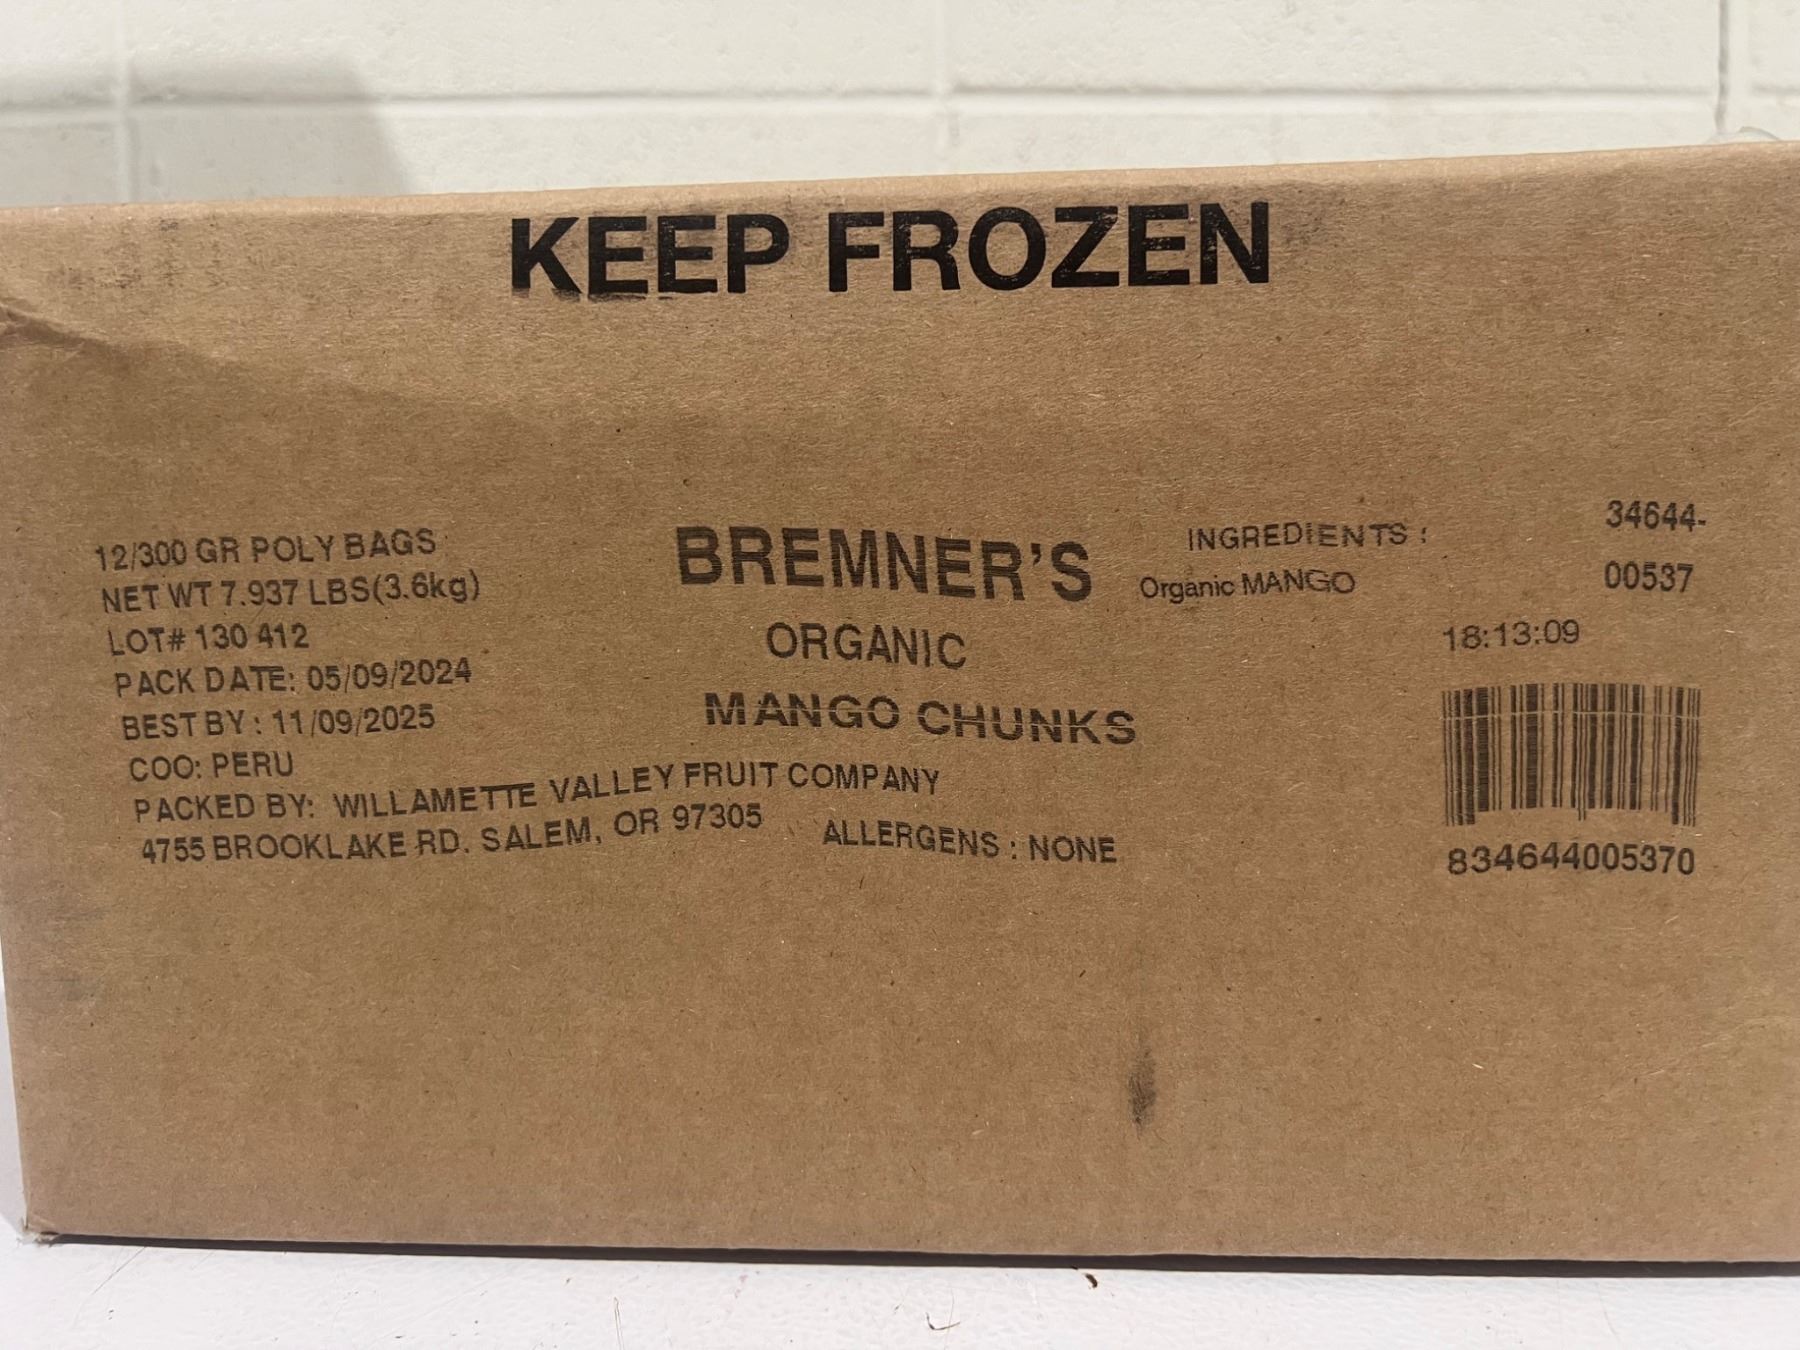 KEEP FROZEN
12/300 GR POLY BAGS
NET WT 7.937 LBS(3.6kg)
LOT# 130 412
PACK DATE: 05/09/2024
BEST BY : 11/09/2025
COO: PERU
PACKED BY: WILLAMETTE VALLEY FRUIT COMPANY
4755 BROOKLAKE RD. SALEM, OR 97305
BREMNER'S
ORGANIC
MANGO CHUNKS
ALLERGENS : NONE
INGREDIENTS :
Organic MANGO
34644-
00537
18:13:09
834644005370